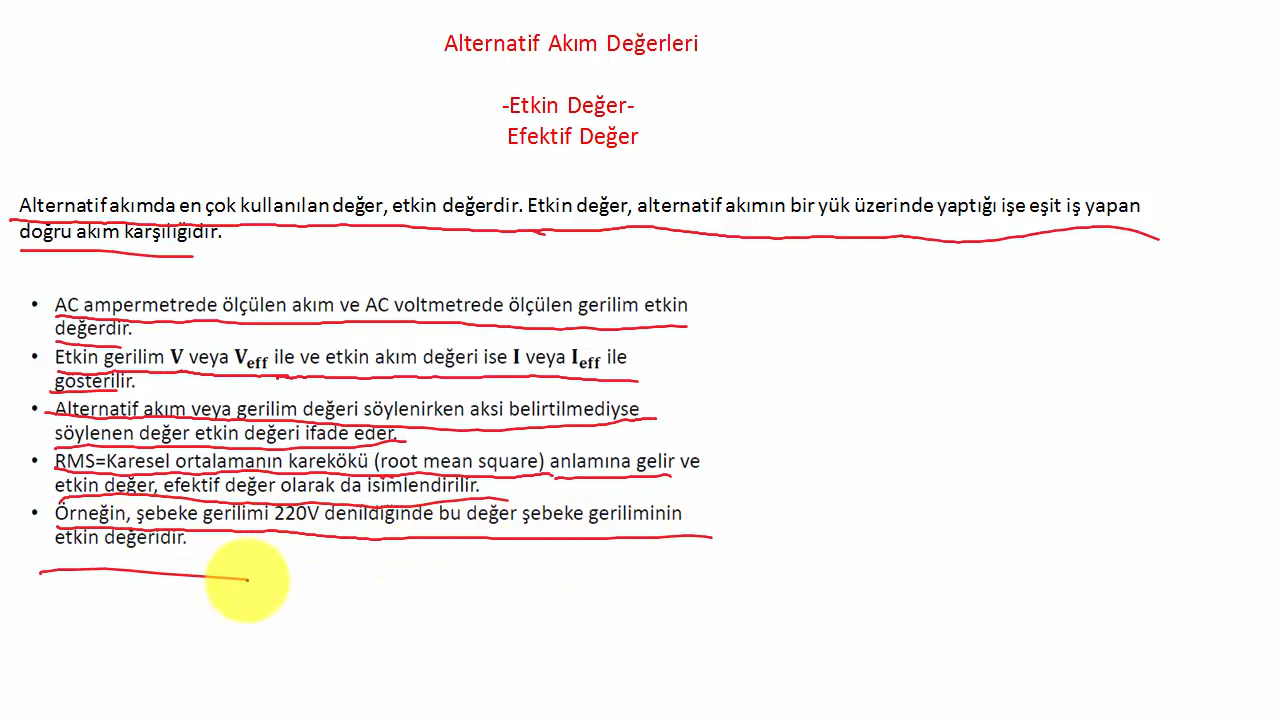 Alternatif Akım Değerleri
-Etkin Değer-
Efektif Değer
Alternatif akımda en çok kullanılan değer, etkin değerdir. Etkin değer, alternatif akımın bir yük üzerinde yaptığı işe eşit iş yapan
doğru akım karşılığıdır.
• AC ampermetrede ölçülen akım ve AC voltmetrede ölçülen gerilim etkin
değerdir.
• Etkin gerilim V veya Veff ile ve etkin akım değeri ise I veya Ieff ile
gösterilir.
• Alternatif akım veya gerilim değeri söylenirken aksi belirtilmediyse
söylenen değer etkin değeri ifade eder.
• RMS=Karesel ortalamanın karekökü (root mean square) anlamına gelir ve
etkin değer, efektif değer olarak da isimlendirilir.
• Örneğin, şebeke gerilimi 220V denildiğinde bu değer şebeke geriliminin
etkin değeridir.